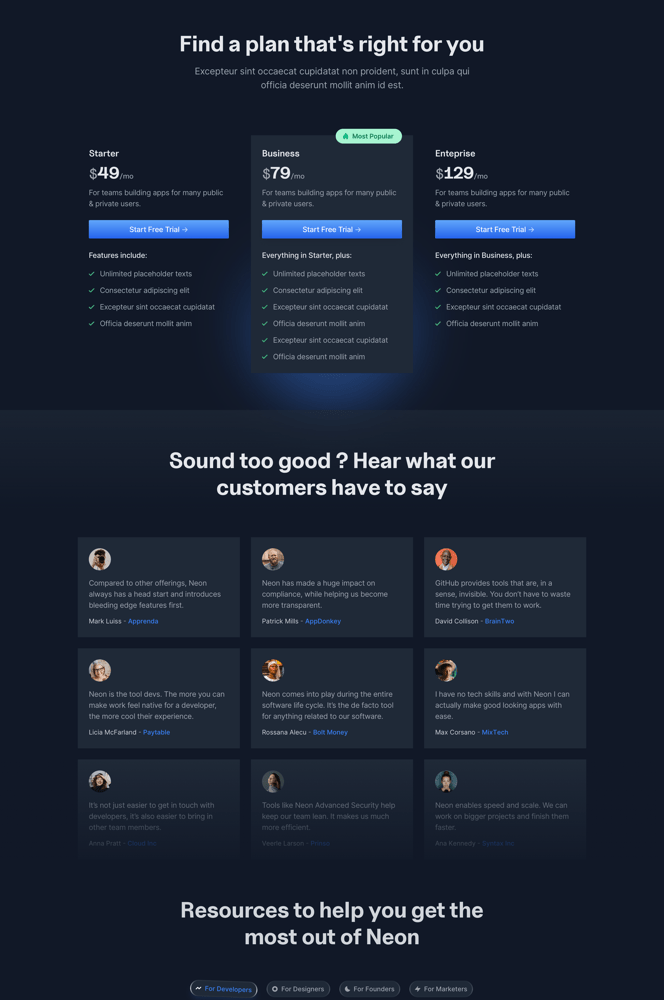 Find a plan that's right for you
Excepteur sint occaecat cupidatat non proident, sunt in culpa qui
officia deserunt mollit anim id est.
Starter
$49/mo
For teams building apps for many public
& private users.
Start Free Trial ->
Features include:
Unlimited placeholder texts
Consectetur adipiscing elit
Excepteur sint occaecat cupidatat
Officia deserunt mollit anim
Most Popular
Business
$79/mo
For teams building apps for many public
& private users.
Start Free Trial ->
Everything in Starter, plus:
Unlimited placeholder texts
Consectetur adipiscing elit
Excepteur sint occaecat cupidatat
Officia deserunt mollit anim
Excepteur sint occaecat cupidatat
Officia deserunt mollit anim
Enteprise
$129/mo
For teams building apps for many public
& private users.
Start Free Trial ->
Everything in Business, plus:
Unlimited placeholder texts
Consectetur adipiscing elit
Excepteur sint occaecat cupidatat
Officia deserunt mollit anim
Sound too good ? Hear what our
customers have to say
Compared to other offerings, Neon
always has a head start and introduces
bleeding edge features first.
Mark Luiss - Apprenda
Neon has made a huge impact on
compliance, while helping us become
more transparent.
Patrick Mills - AppDonkey
GitHub provides tools that are, in a
sense, invisible. You don't have to waste
time trying to get them to work.
David Collison - BrainTwo
Neon is the tool devs. The more you can
make work feel native for a developer,
the more cool their experience.
Licia McFarland - Paytable
Neon comes into play during the entire
software life cycle. It's the de facto tool
for anything related to our software.
Rossana Alecu - Bolt Money
I have no tech skills and with Neon I can
actually make good looking apps with
ease.
Max Corsano - MixTech
It's not just easier to get in touch with
developers, it's also easier to bring in
other team members.
Anna Pratt -
Tools like Neon Advanced Security help
keep our team lean. It makes us much
more efficient.
Larson -
Neon enables speed and scale. We can
work on bigger projects and finish them
faster.
Ana Kennedy -
Resources to help you get the
most out of Neon
For Developers
For Designers
For Founders
For Marketers